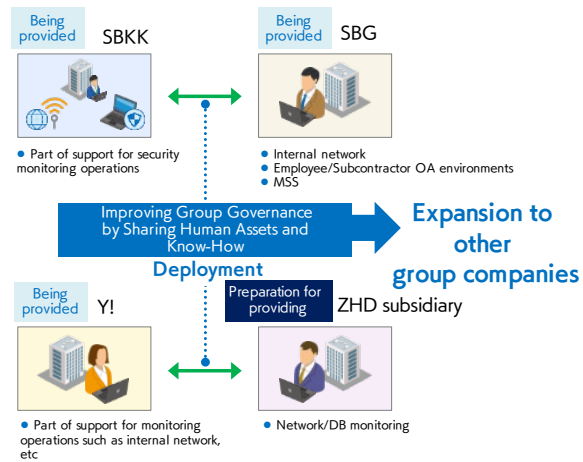 Being
provided
SBKK
Being
provided
SBG
• Part of support for security
monitoring operations
• Internal network
• Employee/Subcontractor OA environments
• MSS
Improving Group Governance
by Sharing Human Assets and
Know-How
Deployment
Expansion to
other
group companies
Being
provided
Y!
Preparation for
providing
ZHD subsidiary
• Part of support for monitoring
operations such as internal network,
etc
• Network/DB monitoring